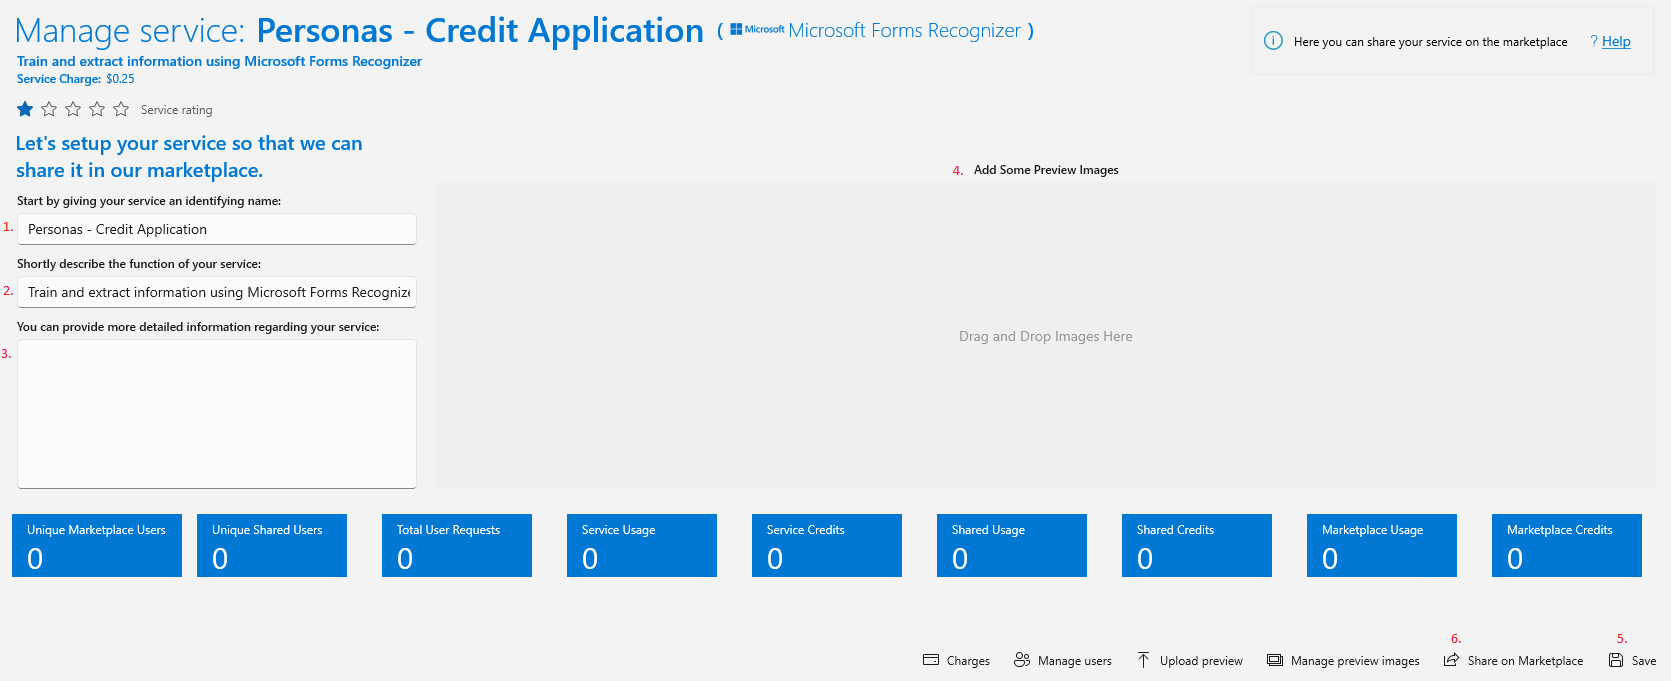 Manage service: Personas - Credit Application ( Microsoft Microsoft Forms Recognizer )
Here you can share your service on the marketplace ? Help
Train and extract information using Microsoft Forms Recognizer
Service Charge: $0.25
Service rating
Let's setup your service so that we can
share it in our marketplace.
4. Add Some Preview Images
Start by giving your service an identifying name:
1. Personas - Credit Application
Shortly describe the function of your service:
2. Train and extract information using Microsoft Forms Recognize
You can provide more detailed information regarding your service:
3.
Drag and Drop Images Here
Unique Marketplace Users
0
Unique Shared Users
0
Total User Requests
0
Service Usage
0
Service Credits
0
Shared Usage
0
Shared Credits
0
Marketplace Usage
0
Marketplace Credits
0
6. 5.
Charges Manage users Upload preview Manage preview images Share on Marketplace Save